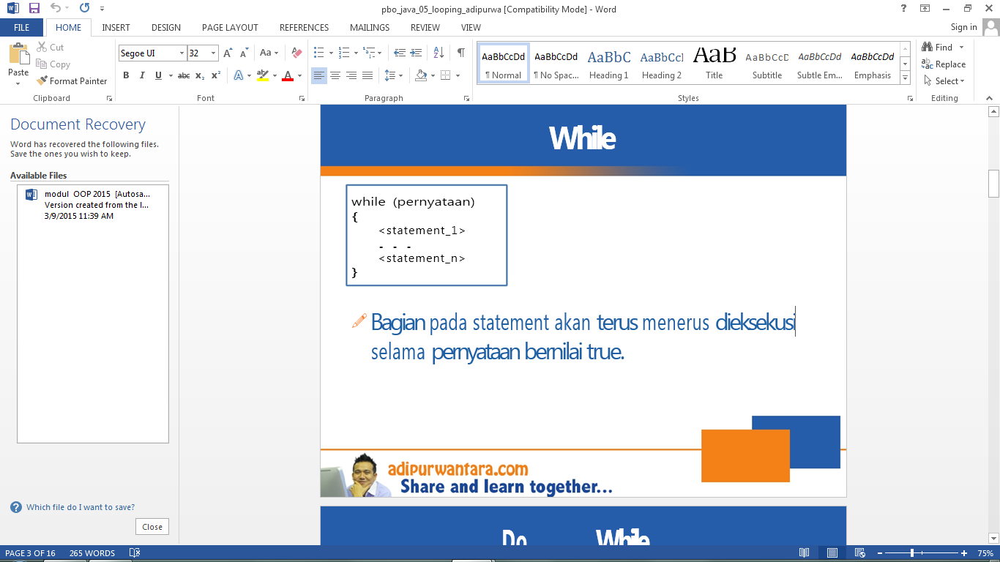 pbo_java_05_looping_adipurwa [Compatibility Mode] - Word
FILE HOME INSERT DESIGN PAGE LAYOUT REFERENCES MAILINGS REVIEW VIEW Sign in
Paste
Cut
Copy
Format Painter
Clipboard
Segoe UI 32
Font
Paragraph
AaBbCcDd ¶ Normal
AaBbCcDd ¶ No Spac...
AaBbC Heading 1
AaBbCcI Heading 2
AaB Title
AaBbCcD Subtitle
AaBbCcDd Subtle Em...
AaBbCcDd Emphasis
Styles
Find
Replace
Select
Editing
Document Recovery
Word has recovered the following files.
Save the ones you wish to keep.
Available Files
modul OOP 2015 [Autosa...
Version created from the l...
3/9/2015 11:39 AM
Which file do I want to save?
Close
While
while (pernyataan)
{
<statement_1>
- - -
<statement_n>
}
Bagian pada statement akan terus menerus dieksekusi
selama pernyataan bernilai true.
adipurwantara.com
Share and learn together...
Do While
PAGE 3 OF 16 265 WORDS 75%